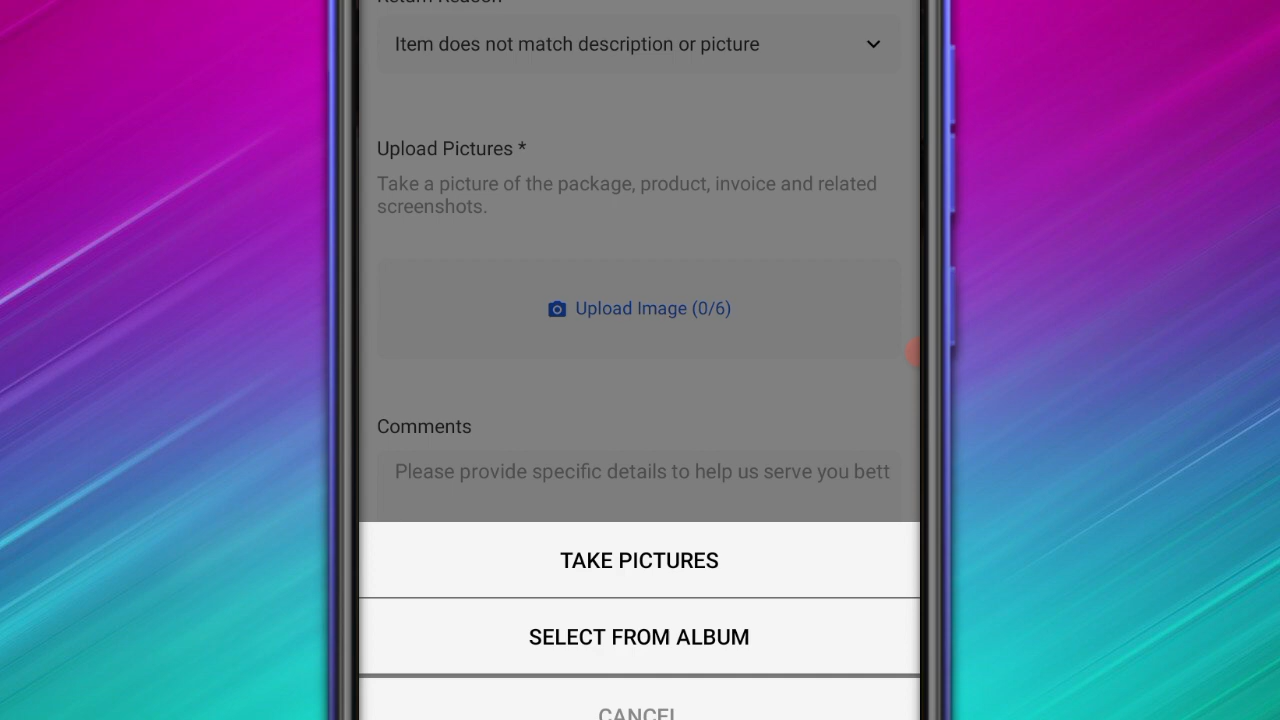 Return Reason
Item does not match description or picture
Upload Pictures *
Take a picture of the package, product, invoice and related
screenshots.
Upload Image (0/6)
Comments
Please provide specific details to help us serve you bett
TAKE PICTURES
SELECT FROM ALBUM
CANCEL